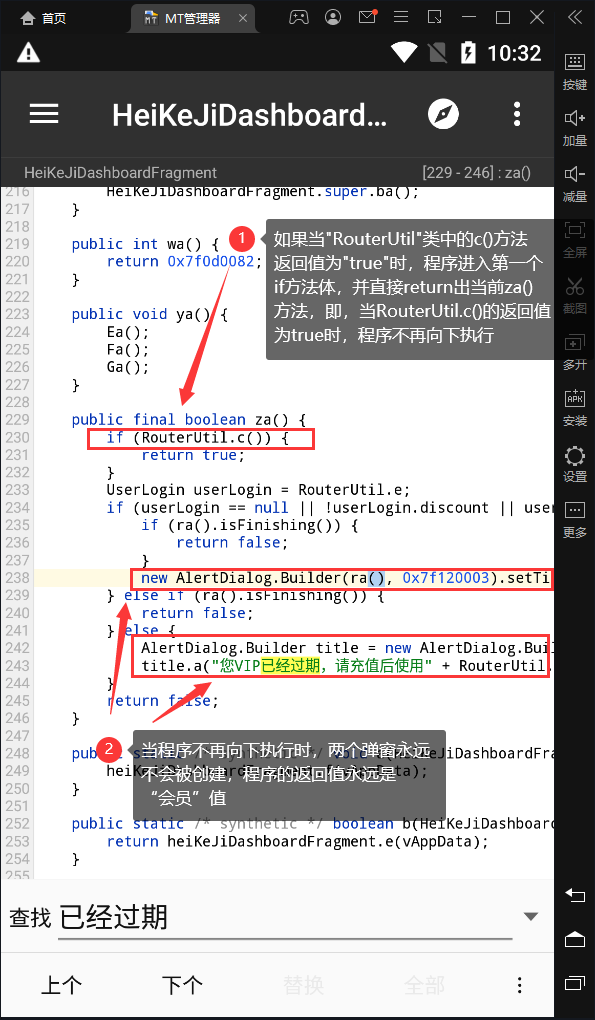 首页
MT管理器
10:32
HeiKeJiDashboard...
HeiKeJiDashboardFragment
[229 - 246] : za()
216 HeiKeJiDashboardFragment.super.ba();
217 }
218
219 public int wa() {
220 return 0x7f0d0082;
221 }
222
223 public void ya() {
224 Ea();
225 Fa();
226 Ga();
227 }
228
229 public final boolean za() {
230 if (RouterUtil.c()) {
231 return true;
232 }
233 UserLogin userLogin = RouterUtil.e;
234 if (userLogin == null || !userLogin.discount || user
235 if (ra().isFinishing()) {
236 return false;
237 }
238 new AlertDialog.Builder(ra(), 0x7f120003).setTi
239 } else if (ra().isFinishing()) {
240 return false;
241 } else {
242 AlertDialog.Builder title = new AlertDialog.Buil
243 title.a("您VIP已经过期，请充值后使用" + RouterUtil.
244 }
245 return false;
246 }
247
248
249
250 }
251
252 public static /* synthetic */ boolean b(HeiKeJiDashboard
253 return heiKeJiDashboardFragment.e(vAppData);
254 }
255
1
如果当"RouterUtil"类中的c()方法
返回值为"true"时，程序进入第一个
if方法体，并直接return出当前za()
方法，即，当RouterUtil.c()的返回值
为true时，程序不再向下执行
2
当程序不再向下执行时，两个弹窗永远
不会被创建，程序的返回值永远是
“会员”值
查找 已经过期
上个 下个 替换 全部
按键
加量
减量
全屏
截图
多开
APK
安装
设置
更多